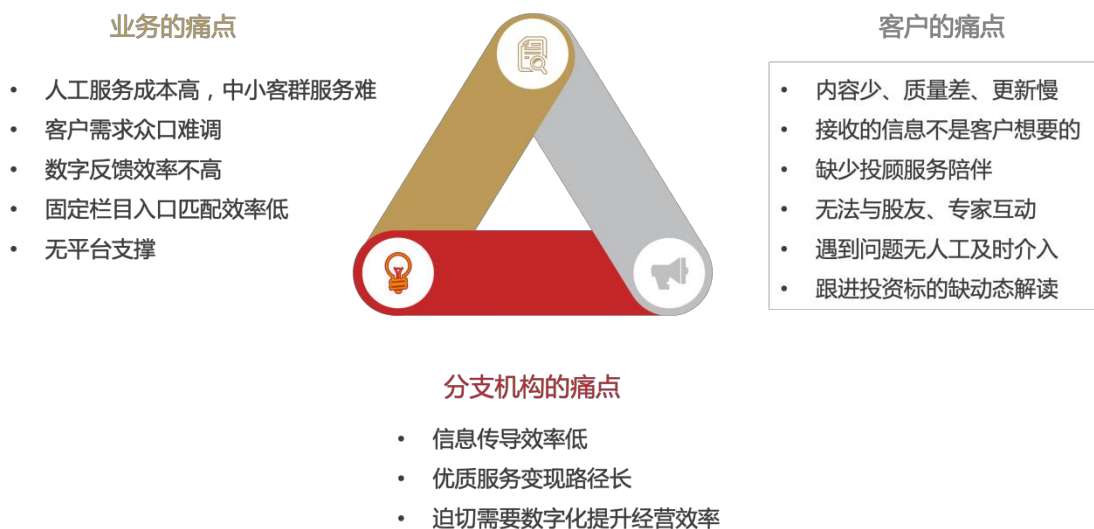 业务的痛点
• 人工服务成本高，中小客群服务难
• 客户需求众口难调
• 数字反馈效率不高
• 固定栏目入口匹配效率低
• 无平台支撑
客户的痛点
• 内容少、质量差、更新慢
• 接收的信息不是客户想要的
• 缺少投顾服务陪伴
• 无法与股友、专家互动
• 遇到问题无人工及时介入
• 跟进投资标的缺动态解读
分支机构的痛点
• 信息传导效率低
• 优质服务变现路径长
• 迫切需要数字化提升经营效率